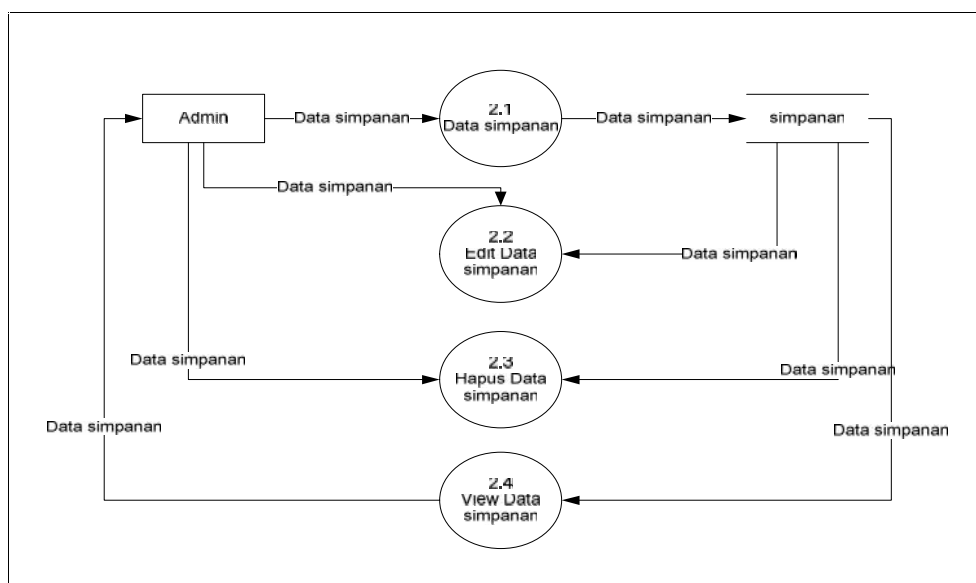 Admin
Data simpanan
2.1
Data simpanan
Data simpanan
simpanan
Data simpanan
2.2
Edit Data
simpanan
Data simpanan
Data simpanan
2.3
Hapus Data
simpanan
Data simpanan
Data simpanan
Data simpanan
2.4
View Data
simpanan